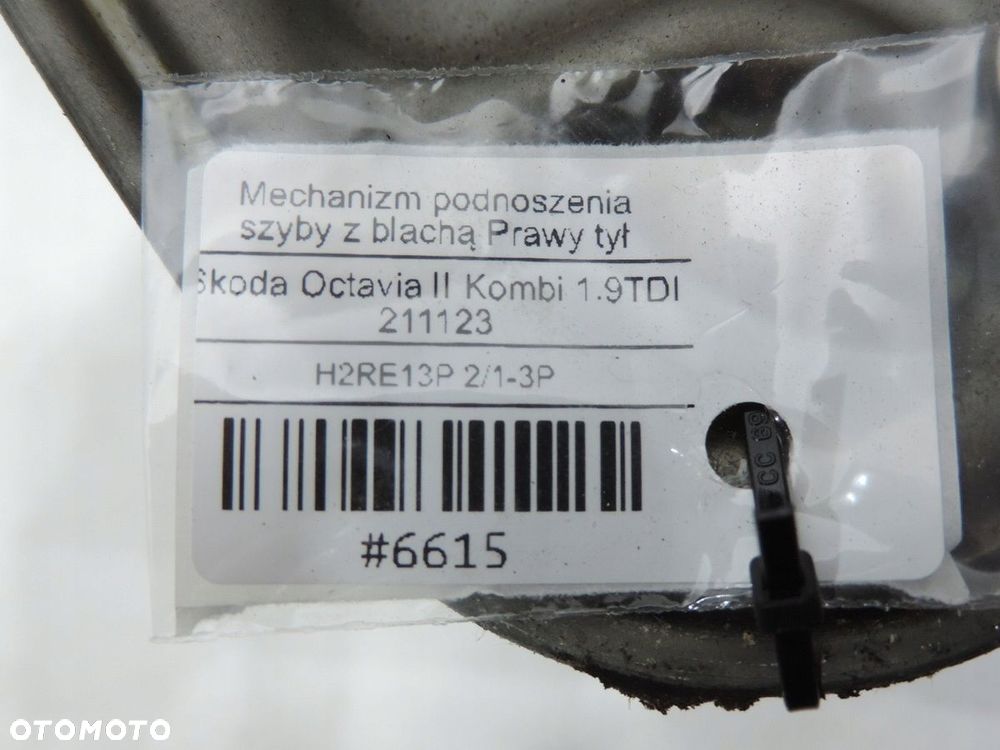 Mechanizm podnoszenia
szyby z blachą Prawy tył
Skoda Octavia II Kombi 1.9TDI
211123
H2RE13P 2/1-3P
#6615
OTOMOTO